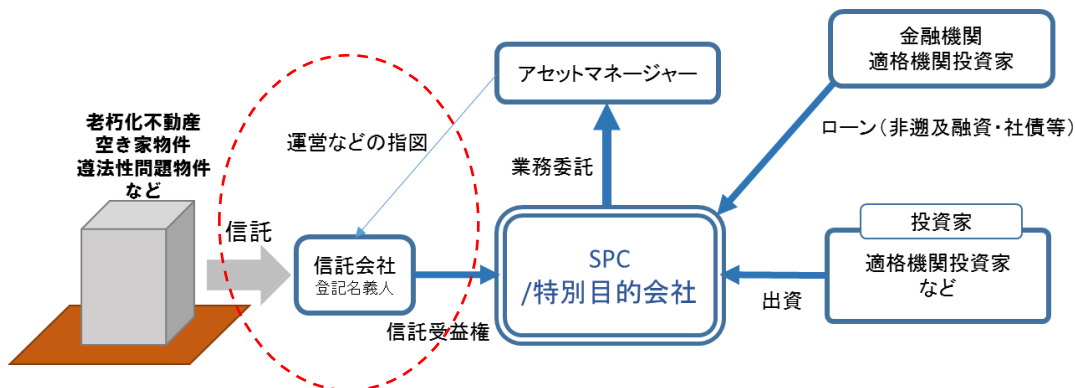 老朽化不動産
空き家物件
遵法性問題物件
など
信託
運営などの指図
信託会社
登記名義人
信託受益権
アセットマネージャー
業務委託
SPC
/特別目的会社
金融機関
適格機関投資家
ローン（非遡及融資・社債等）
投資家
適格機関投資家
など
出資